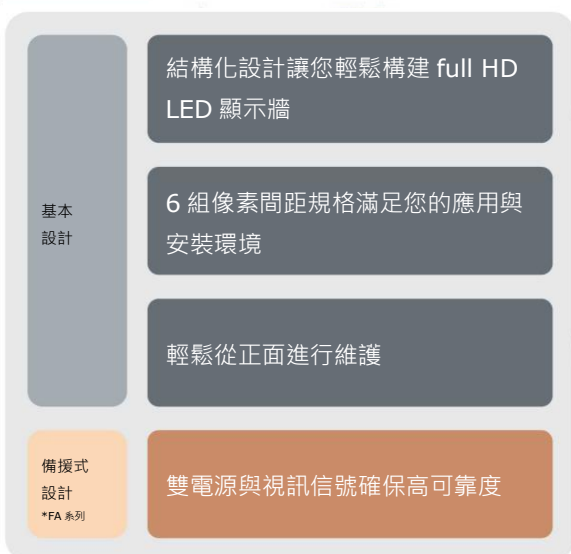 基本
設計
結構化設計讓您輕鬆構建 full HD
LED 顯示牆
6 組像素間距規格滿足您的應用與
安裝環境
輕鬆從正面進行維護
備援式
設計
*FA 系列
雙電源與視訊信號確保高可靠度